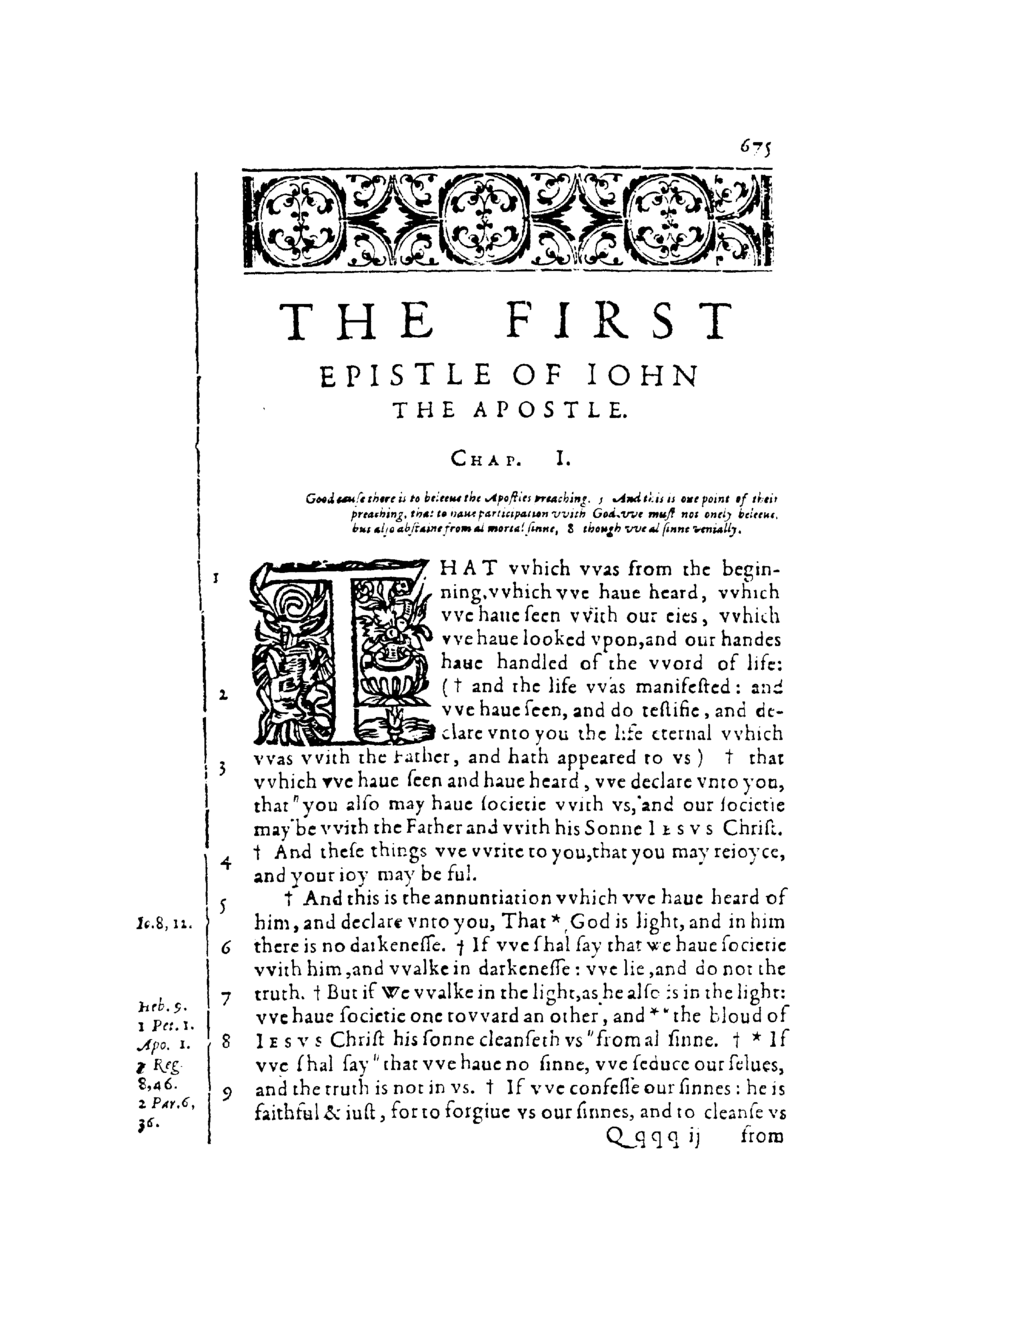 675
THE FIRST
EPISTLE OF IOHN
THE APOSTLE.
CHAP. I.
Good cauſe there is to beleeue the Apoſtles preaching. 5 And this is one point of their
preaching, that to haue participation vvith God, vve muſt not onely beleeue,
but alſo abſtaine from al mortal ſinne, 8 though vve al ſinne venially.
1 THAT vvhich vvas from the begin-
ning, vvhich vve haue heard, vvhich
vve haue ſeen vvith our eies, vvhich
vve haue looked vpon, and our handes
haue handled of the vvord of life:
2 († and the life vvas manifeſted: and
vve haue ſeen, and do teſtifie, and de-
clare vnto you the life eternal vvhich
vvas vvith the Father, and hath appeared to vs) † that
3 vvhich vve haue ſeen and haue heard, vve declare vnto you,
that "you alſo may haue ſocietie vvith vs, and our ſocietie
may be vvith the Father and vvith his Sonne IESVS Chriſt.
4 † And theſe things vve vvrite to you, that you may reioyce,
and your ioy may be ful.
5 † And this is the annuntiation vvhich vve haue heard of
Io.8, 12. him, and declare vnto you, That * God is light, and in him
6 there is no darkeneſſe. † If vve ſhal ſay that we haue ſocietie
vvith him, and vvalke in darkeneſſe: vve lie, and do not the
Heb. 9. 7 truth. † But if We vvalke in the light, as he alſo is in the light:
1 Pet. 1. vve haue ſocietie one tovvard an other, and *"the bloud of
Apo. 1. 8 IESVS Chriſt his ſonne cleanſeth vs "from al ſinne. † * If
Reg. vve ſhal ſay "that vve haue no ſinne, vve ſeduce our ſelues,
8,46. 9 and the truth is not in vs. † If vve confeſſe our ſinnes: he is
2 Par.6, faithful & iuſt, for to forgiue vs our ſinnes, and to cleanſe vs
36.
Qqqq ij from